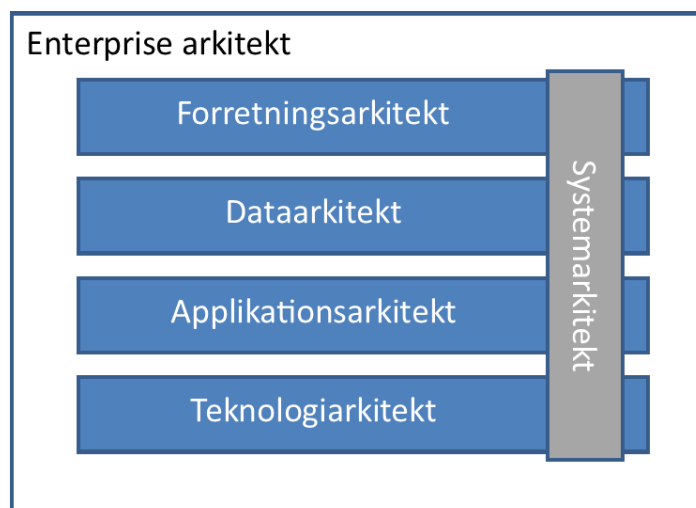 Enterprise arkitekt
Forretningsarkitekt
Dataarkitekt
Applikationsarkitekt
Teknologiarkitekt
Systemarkitekt